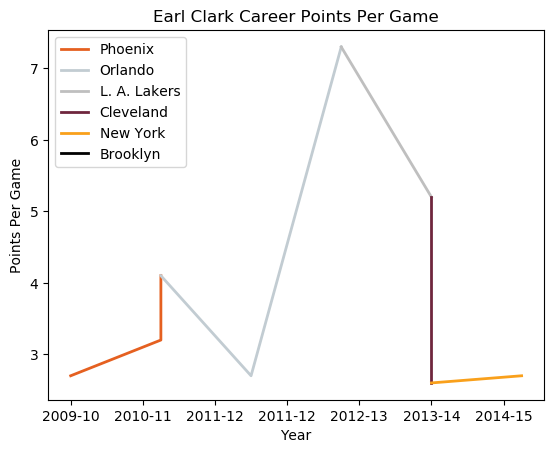 Earl Clark Career Points Per Game
Phoenix
Orlando
L. A. Lakers
Cleveland
New York
Brooklyn
7
6
5
4
3
Points Per Game
2009-10 2010-11 2011-12 2011-12 2012-13 2013-14 2014-15
Year